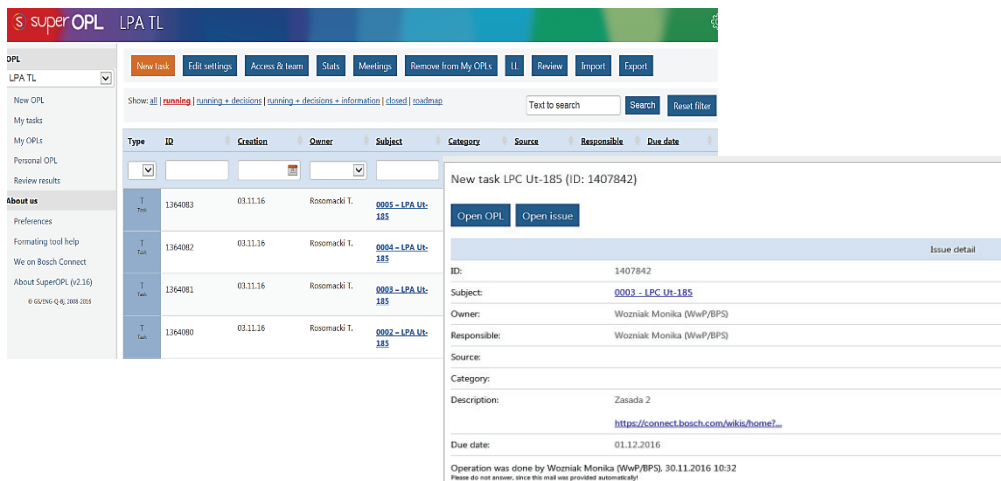 S super OPL LPA TL
OPL
LPA TL
New OPL
My tasks
My OPLs
Personal OPL
Review results
About us
Preferences
Formating tool help
We on Bosch Connect
About SuperOPL (v2.16)
© GS/ENG-Q-BJ, 2008-2016
New task Edit settings Access & team Stats Meetings Remove from My OPLs LL Review Import Export
Show: all | running | running + decisions | running + decisions + information | closed | roadmap Text to search Search Reset filter
Type ID Creation Owner Subject Category Source Responsible Due date
T 1364083 03.11.16 Rosomacki T. 0005 – LPA Ut-
Task 185
T 1364082 03.11.16 Rosomacki T. 0004 – LPA Ut-
Task 185
T 1364081 03.11.16 Rosomacki T. 0003 – LPA Ut-
Task 185
T 1364080 03.11.16 Rosomacki T. 0002 – LPA Ut-
Task 185
New task LPC Ut-185 (ID: 1407842)
Open OPL Open issue
Issue detail
ID: 1407842
Subject: 0003 - LPC Ut-185
Owner: Wozniak Monika (WwP/BPS)
Responsible: Wozniak Monika (WwP/BPS)
Source:
Category:
Description: Zasada 2
https://connect.bosch.com/wikis/home?...
Due date: 01.12.2016
Operation was done by Wozniak Monika (WwP/BPS), 30.11.2016 10:32
Please do not answer, since this mail was provided automatically!